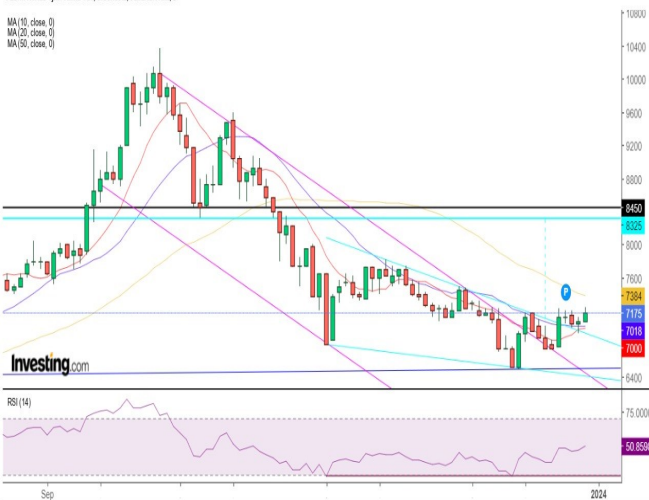 MA (10, close, 0)
MA (20, close, 0)
MA (50, close, 0)
10800
10400
10000
9600
9200
8800
8450
8325
8000
7600
7384
7175
7018
7000
6400
P
Investing.com
RSI (14)
75.0000
50.8590
Sep
2024